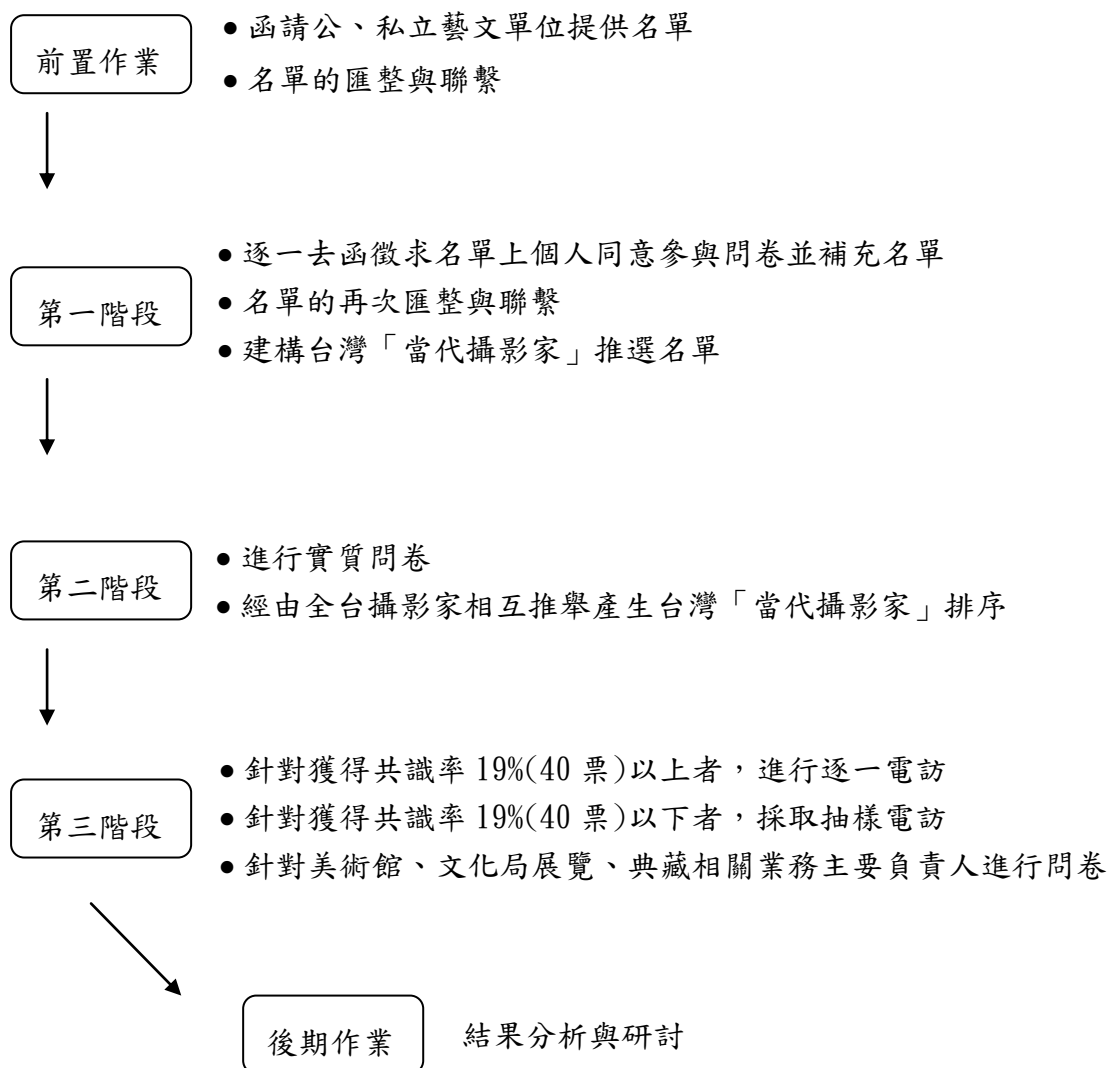 前置作業
● 函請公、私立藝文單位提供名單
● 名單的匯整與聯繫
第一階段
● 逐一去函徵求名單上個人同意參與問卷並補充名單
● 名單的再次匯整與聯繫
● 建構台灣「當代攝影家」推選名單
第二階段
● 進行實質問卷
● 經由全台攝影家相互推舉產生台灣「當代攝影家」排序
第三階段
● 針對獲得共識率 19%(40 票)以上者，進行逐一電訪
● 針對獲得共識率 19%(40 票)以下者，採取抽樣電訪
● 針對美術館、文化局展覽、典藏相關業務主要負責人進行問卷
後期作業
結果分析與研討